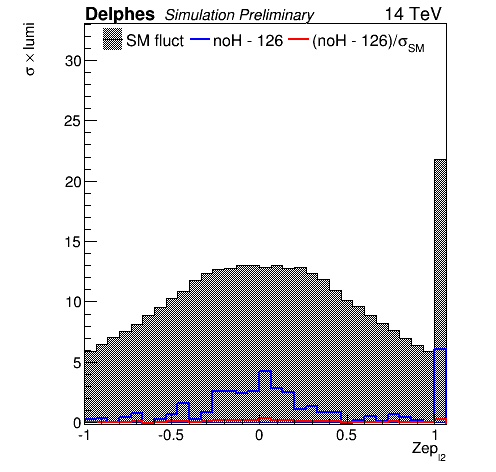 Delphes Simulation Preliminary 14 TeV
σ × lumi
SM fluct noH - 126 (noH - 126)/σSM
30
25
20
15
10
5
0
-1 -0.5 0 0.5 1
Zepl2